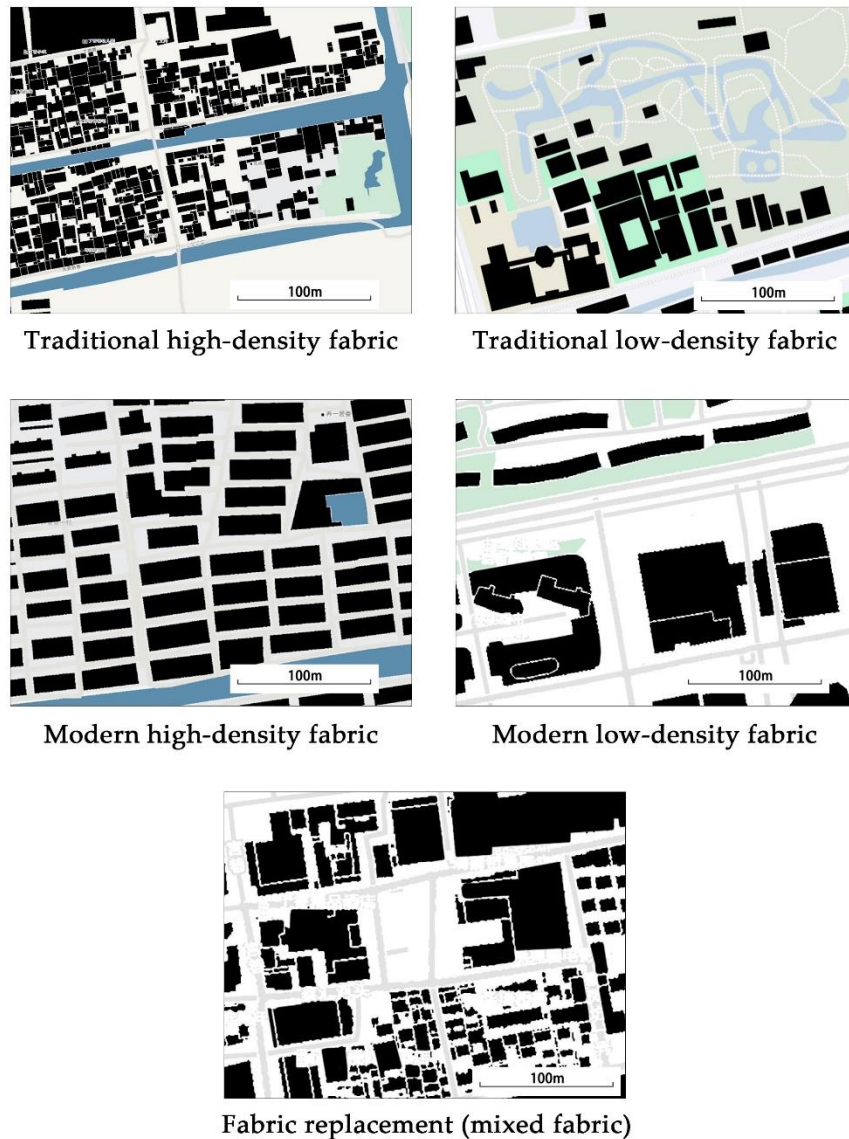 100m
100m
Traditional high-density fabric
Traditional low-density fabric
100m
100m
Modern high-density fabric
Modern low-density fabric
100m
Fabric replacement (mixed fabric)